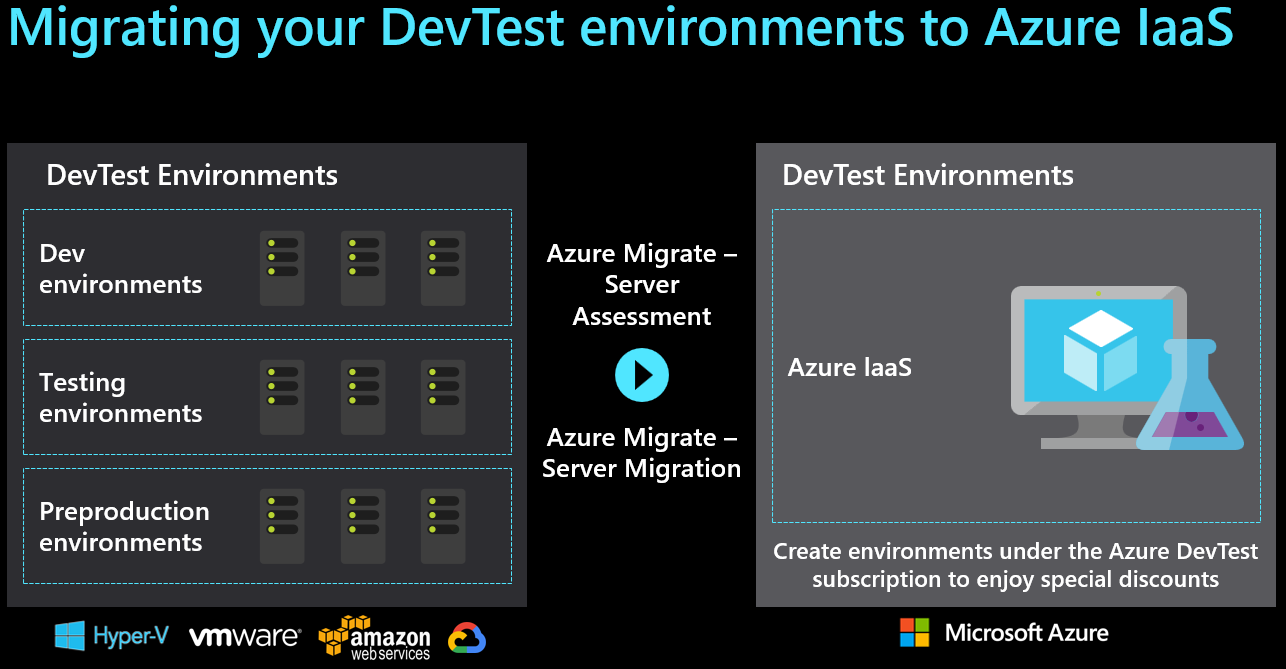 Migrating your DevTest environments to Azure IaaS
DevTest Environments
Dev
environments
Testing
environments
Preproduction
environments
Hyper-V
vmware®
amazon
web services
Azure Migrate –
Server
Assessment
Azure Migrate –
Server Migration
DevTest Environments
Azure IaaS
Create environments under the Azure DevTest
subscription to enjoy special discounts
Microsoft Azure